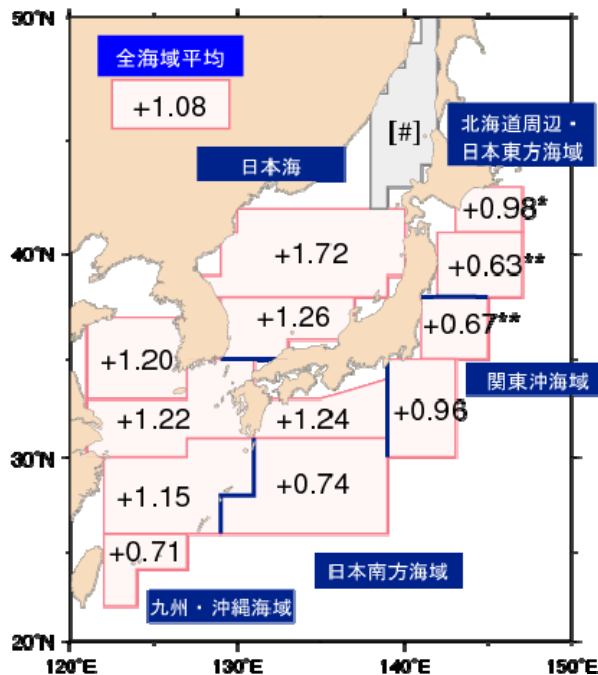 50°N
全海域平均
+1.08
[#]
北海道周辺・
日本東方海域
日本海
+0.98*
40°N
+1.72
+0.63**
+1.26
+0.67**
+1.20
関東沖海域
+1.22
+1.24
+0.96
30°N
+1.15
+0.74
+0.71
日本南方海域
九州・沖縄海域
20°N
120°E
130°E
140°E
150°E